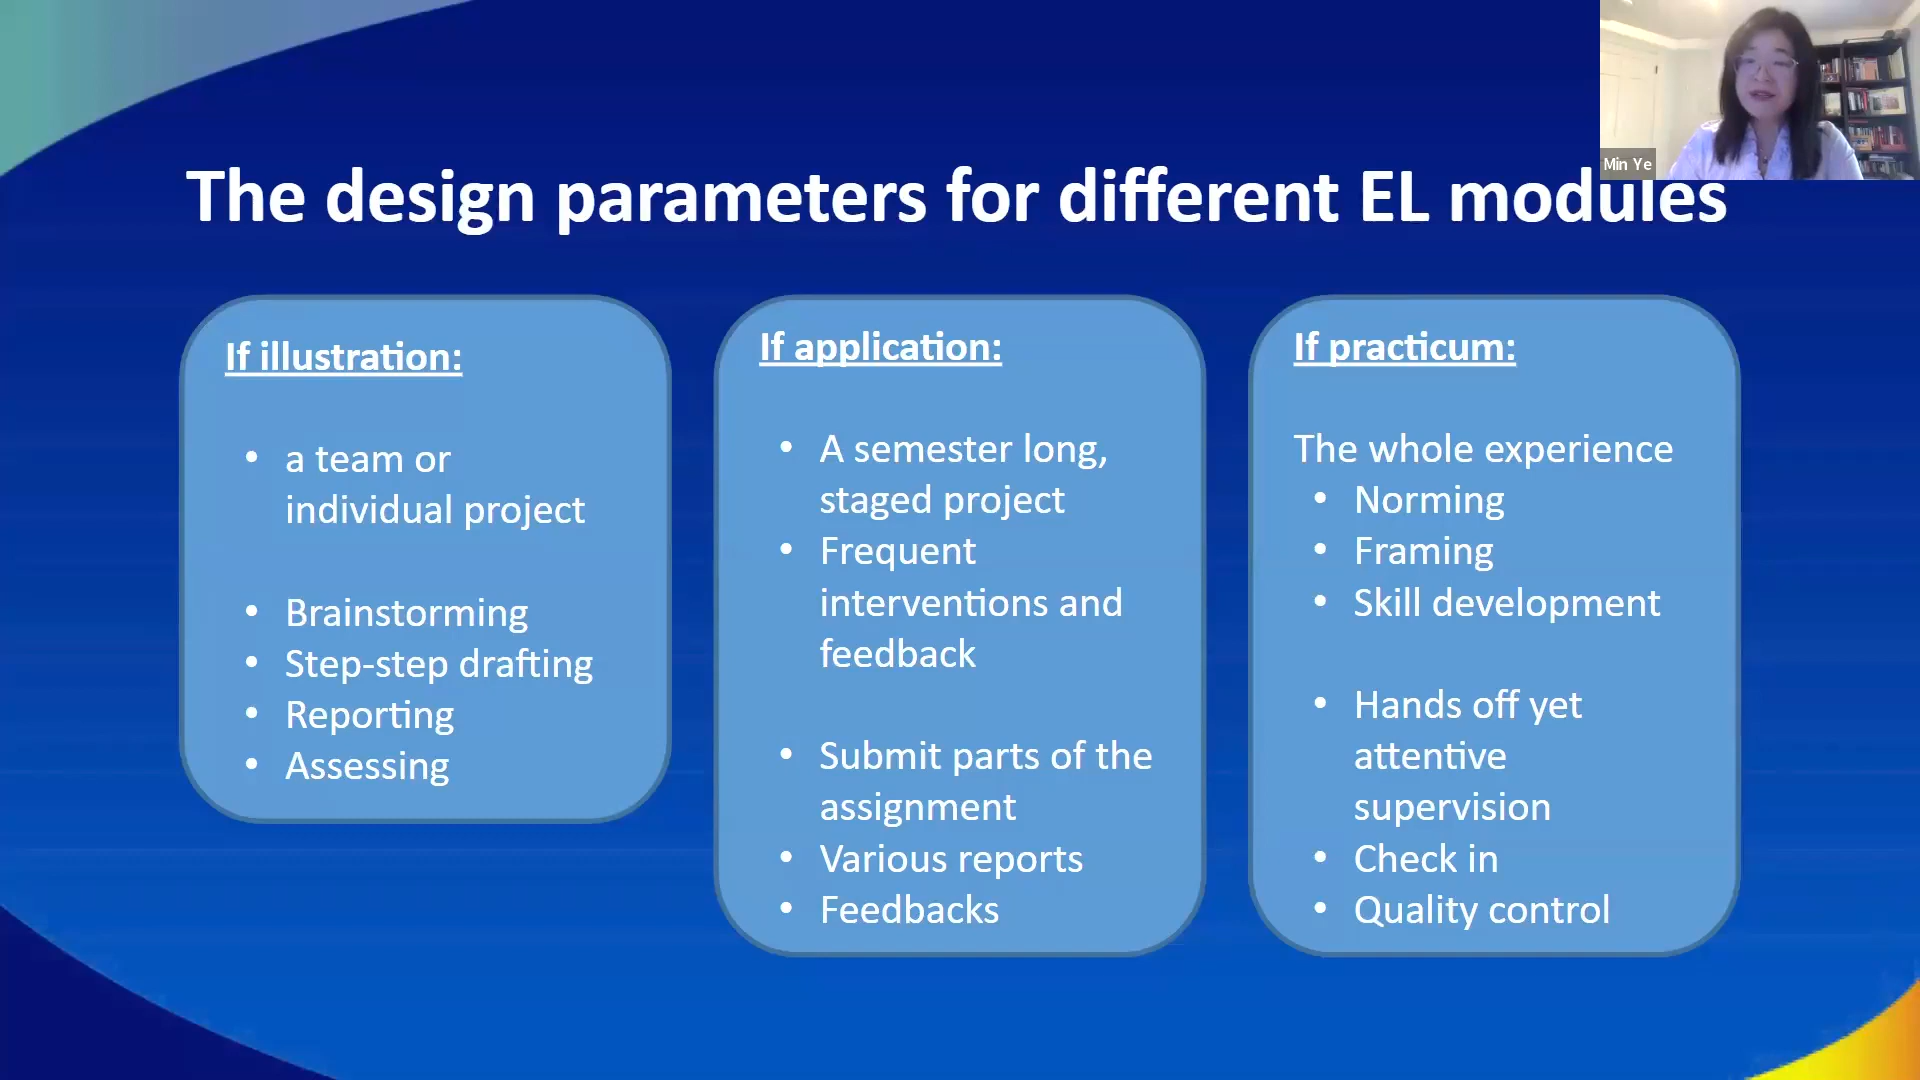 Min Ye
The design parameters for different EL modules
If illustration:
• a team or
individual project
• Brainstorming
• Step-step drafting
• Reporting
• Assessing
If application:
• A semester long,
staged project
• Frequent
interventions and
feedback
• Submit parts of the
assignment
• Various reports
• Feedbacks
If practicum:
The whole experience
• Norming
• Framing
• Skill development
• Hands off yet
attentive
supervision
• Check in
• Quality control